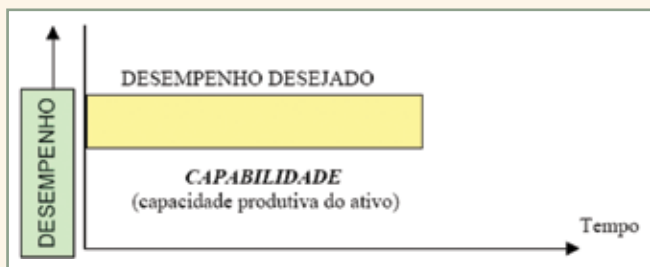 DESEMPENHO
DESEMPENHO DESEJADO
CAPABILIDADE
(capacidade produtiva do ativo)
Tempo